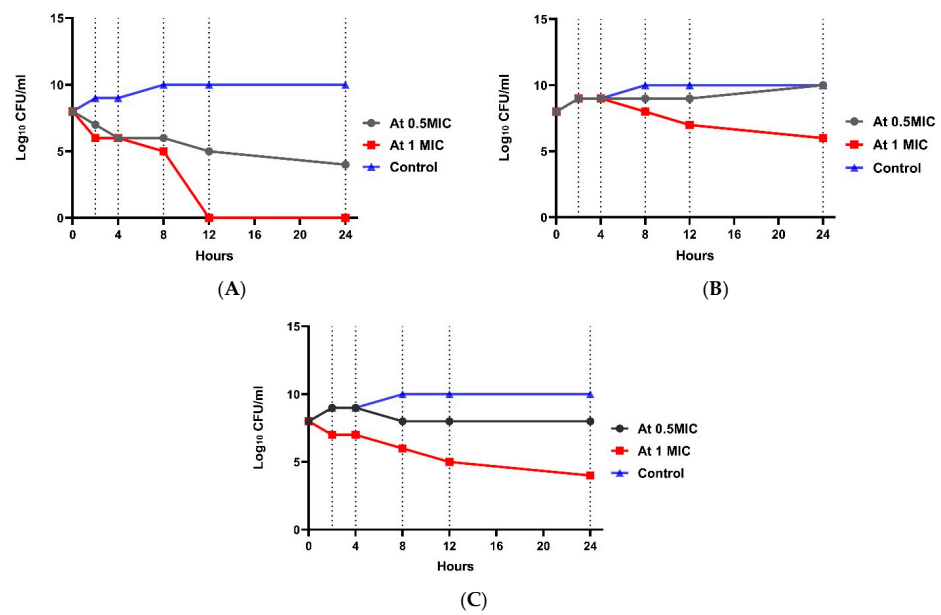 15
10
5
0
Log₁₀ CFU/ml
0 4 8 12 16 20 24
Hours
At 0.5MIC
At 1 MIC
Control
(A)
15
10
5
0
Log₁₀ CFU/ml
0 4 8 12 16 20 24
Hours
At 0.5MIC
At 1 MIC
Control
(B)
15
10
5
0
Log₁₀ CFU/ml
0 4 8 12 16 20 24
Hours
At 0.5MIC
At 1 MIC
Control
(C)